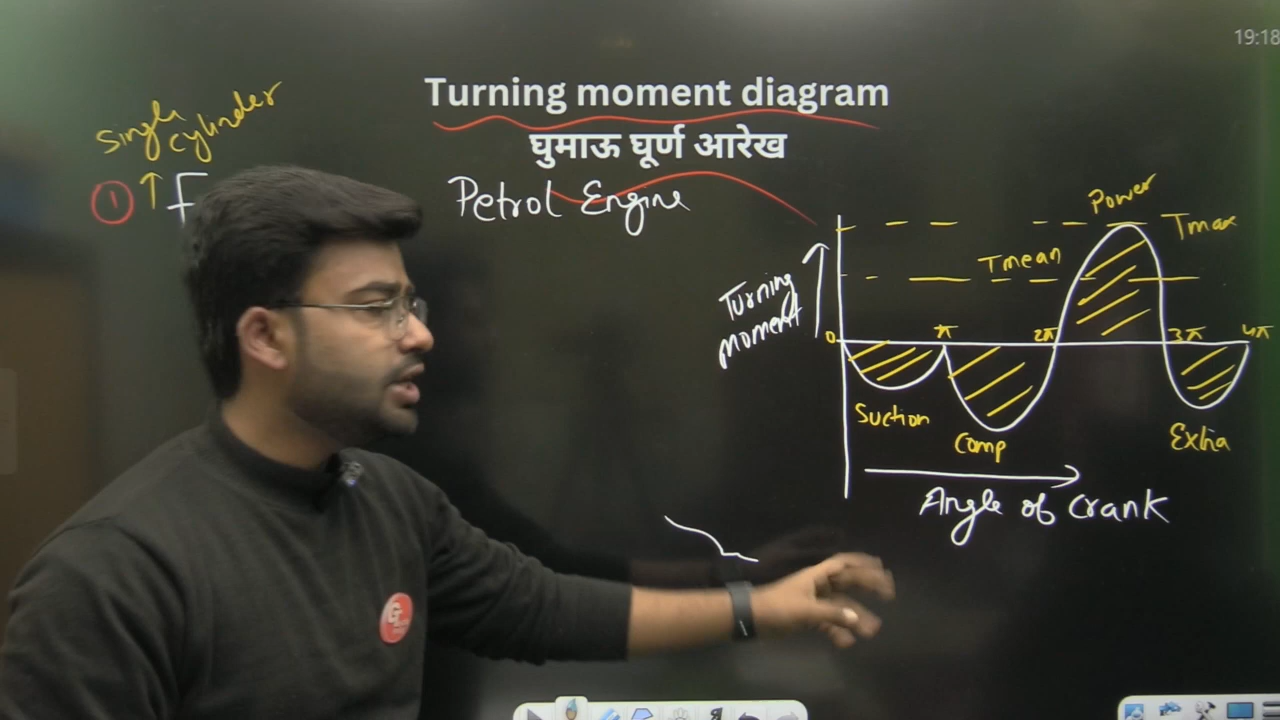 19:18
Turning moment diagram
घुमाऊ घूर्ण आरेख
Single
cylinder
① ↑ F
Petrol Engine
Power
Tmax
Tmean
Turning
moment
0 π 2π 3π 4π
Suction
Comp
Exha
Angle of Crank